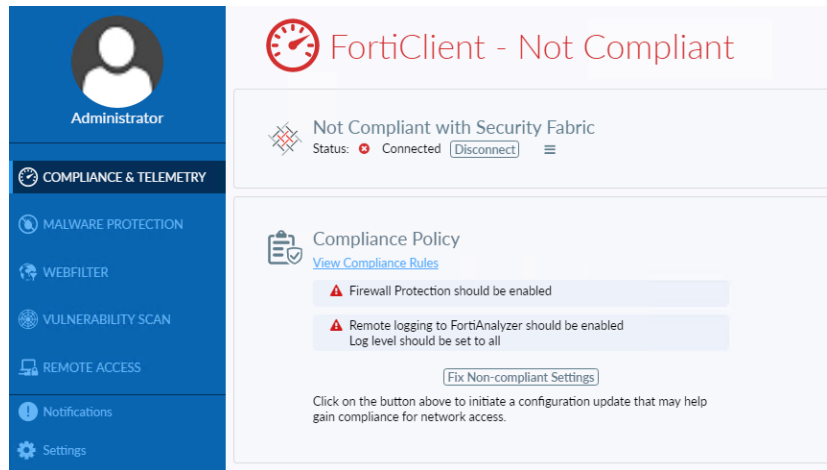 Administrator
COMPLIANCE & TELEMETRY
MALWARE PROTECTION
WEBFILTER
VULNERABILITY SCAN
REMOTE ACCESS
Notifications
Settings
FortiClient - Not Compliant
Not Compliant with Security Fabric
Status: Connected Disconnect
Compliance Policy
View Compliance Rules
Firewall Protection should be enabled
Remote logging to FortiAnalyzer should be enabled
Log level should be set to all
Fix Non-compliant Settings
Click on the button above to initiate a configuration update that may help
gain compliance for network access.